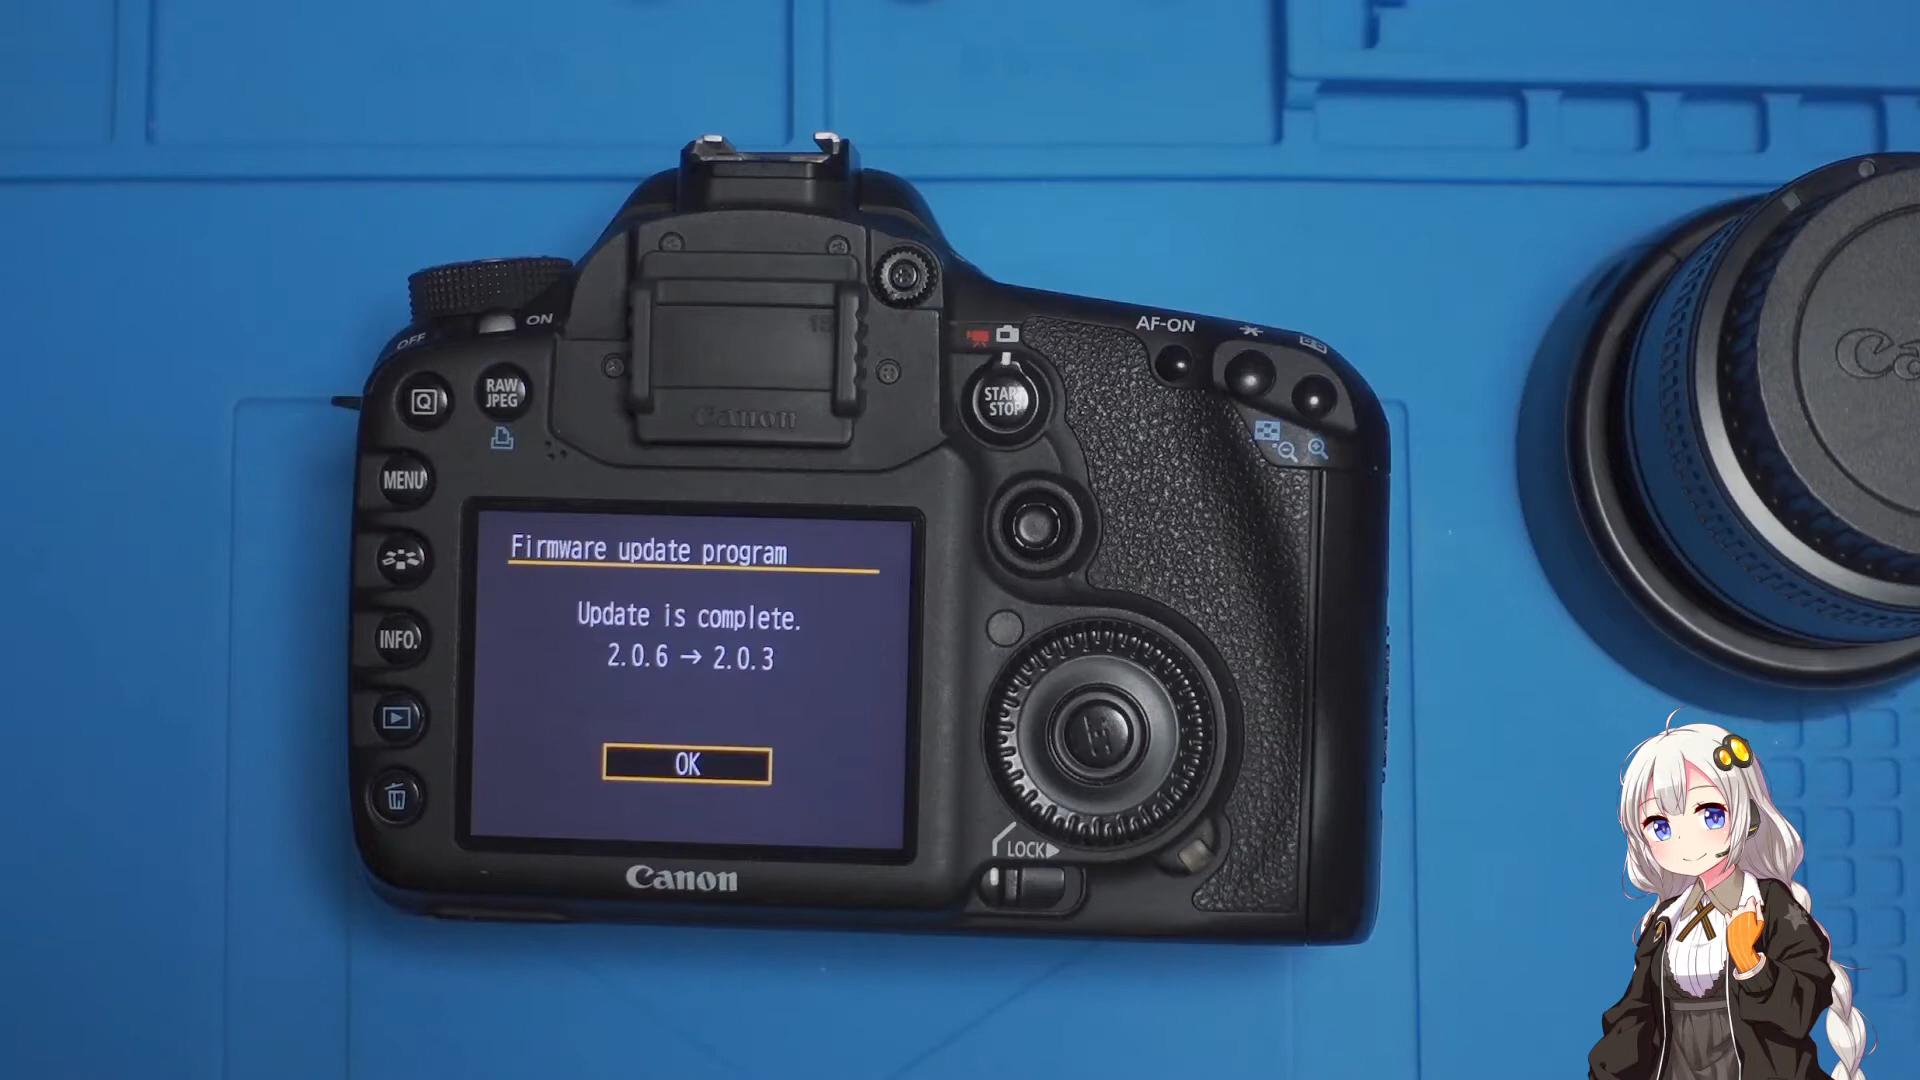 ON
OFF
AF-ON
RAW
JPEG
START
STOP
Q
Canon
MENU
Firmware update program
Update is complete.
2.0.6 → 2.0.3
OK
INFO.
LOCK
Canon